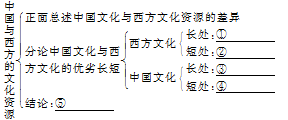 中国与西方的文化资源
正面总述中国文化与西方文化资源的差异
分论中国文化与西方文化的优劣长短
西方文化
长处：①
短处：②
中国文化
长处：③
短处：④
结论：⑤